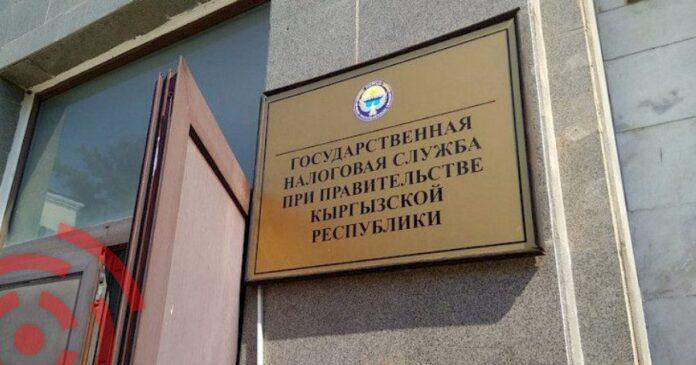 ГОСУДАРСТВЕННАЯ
НАЛОГОВАЯ СЛУЖБА
ПРИ ПРАВИТЕЛЬСТВЕ
КЫРГЫЗСКОЙ
РЕСПУБЛИКИ